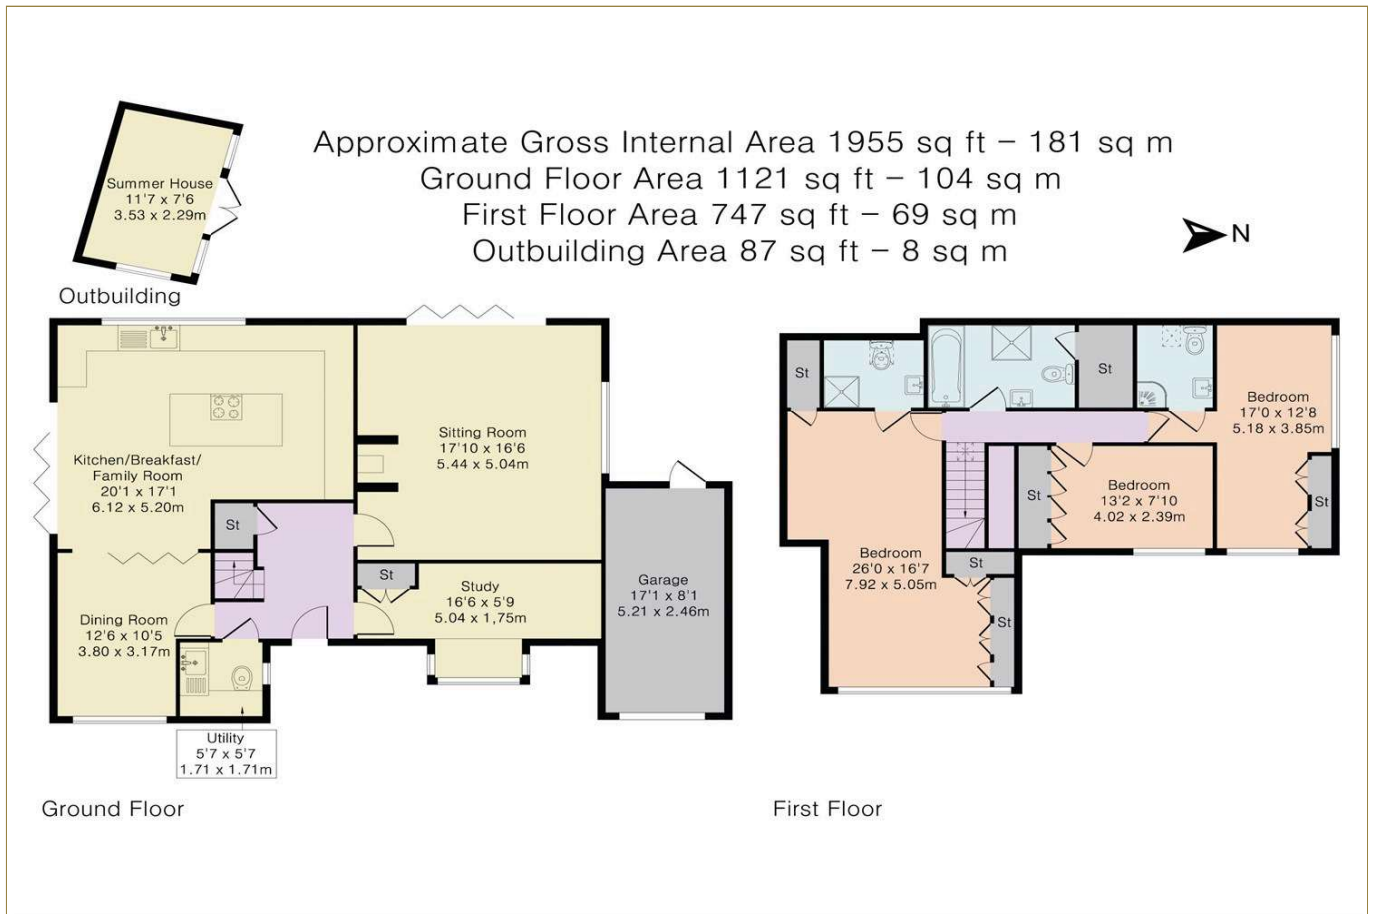 Approximate Gross Internal Area 1955 sq ft – 181 sq m
Ground Floor Area 1121 sq ft – 104 sq m
First Floor Area 747 sq ft – 69 sq m
Outbuilding Area 87 sq ft – 8 sq m
N
Summer House
11'7 x 7'6
3.53 x 2.29m
Outbuilding
Kitchen/Breakfast/
Family Room
20'1 x 17'1
6.12 x 5.20m
Sitting Room
17'10 x 16'6
5.44 x 5.04m
St
St
Study
16'6 x 5'9
5.04 x 1,75m
Garage
17'1 x 8'1
5.21 x 2.46m
Dining Room
12'6 x 10'5
3.80 x 3.17m
Utility
5'7 x 5'7
1.71 x 1.71m
Ground Floor
St
St
Bedroom
17'0 x 12'8
5.18 x 3.85m
St
Bedroom
13'2 x 7'10
4.02 x 2.39m
St
Bedroom
26'0 x 16'7
7.92 x 5.05m
St
St
First Floor